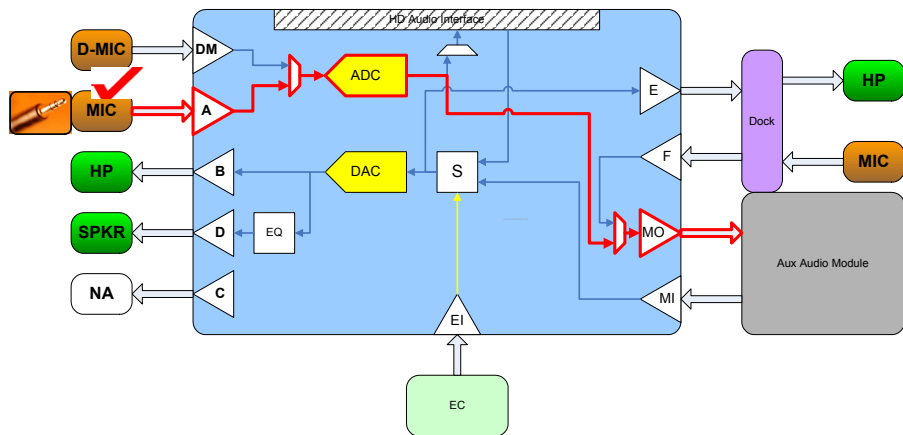 HD Audio Interface
D-MIC
DM
ADC
MIC
A
E
HP
Dock
F
MIC
HP
B
DAC
S
SPKR
D
EQ
MO
Aux Audio Module
NA
C
EI
MI
EC